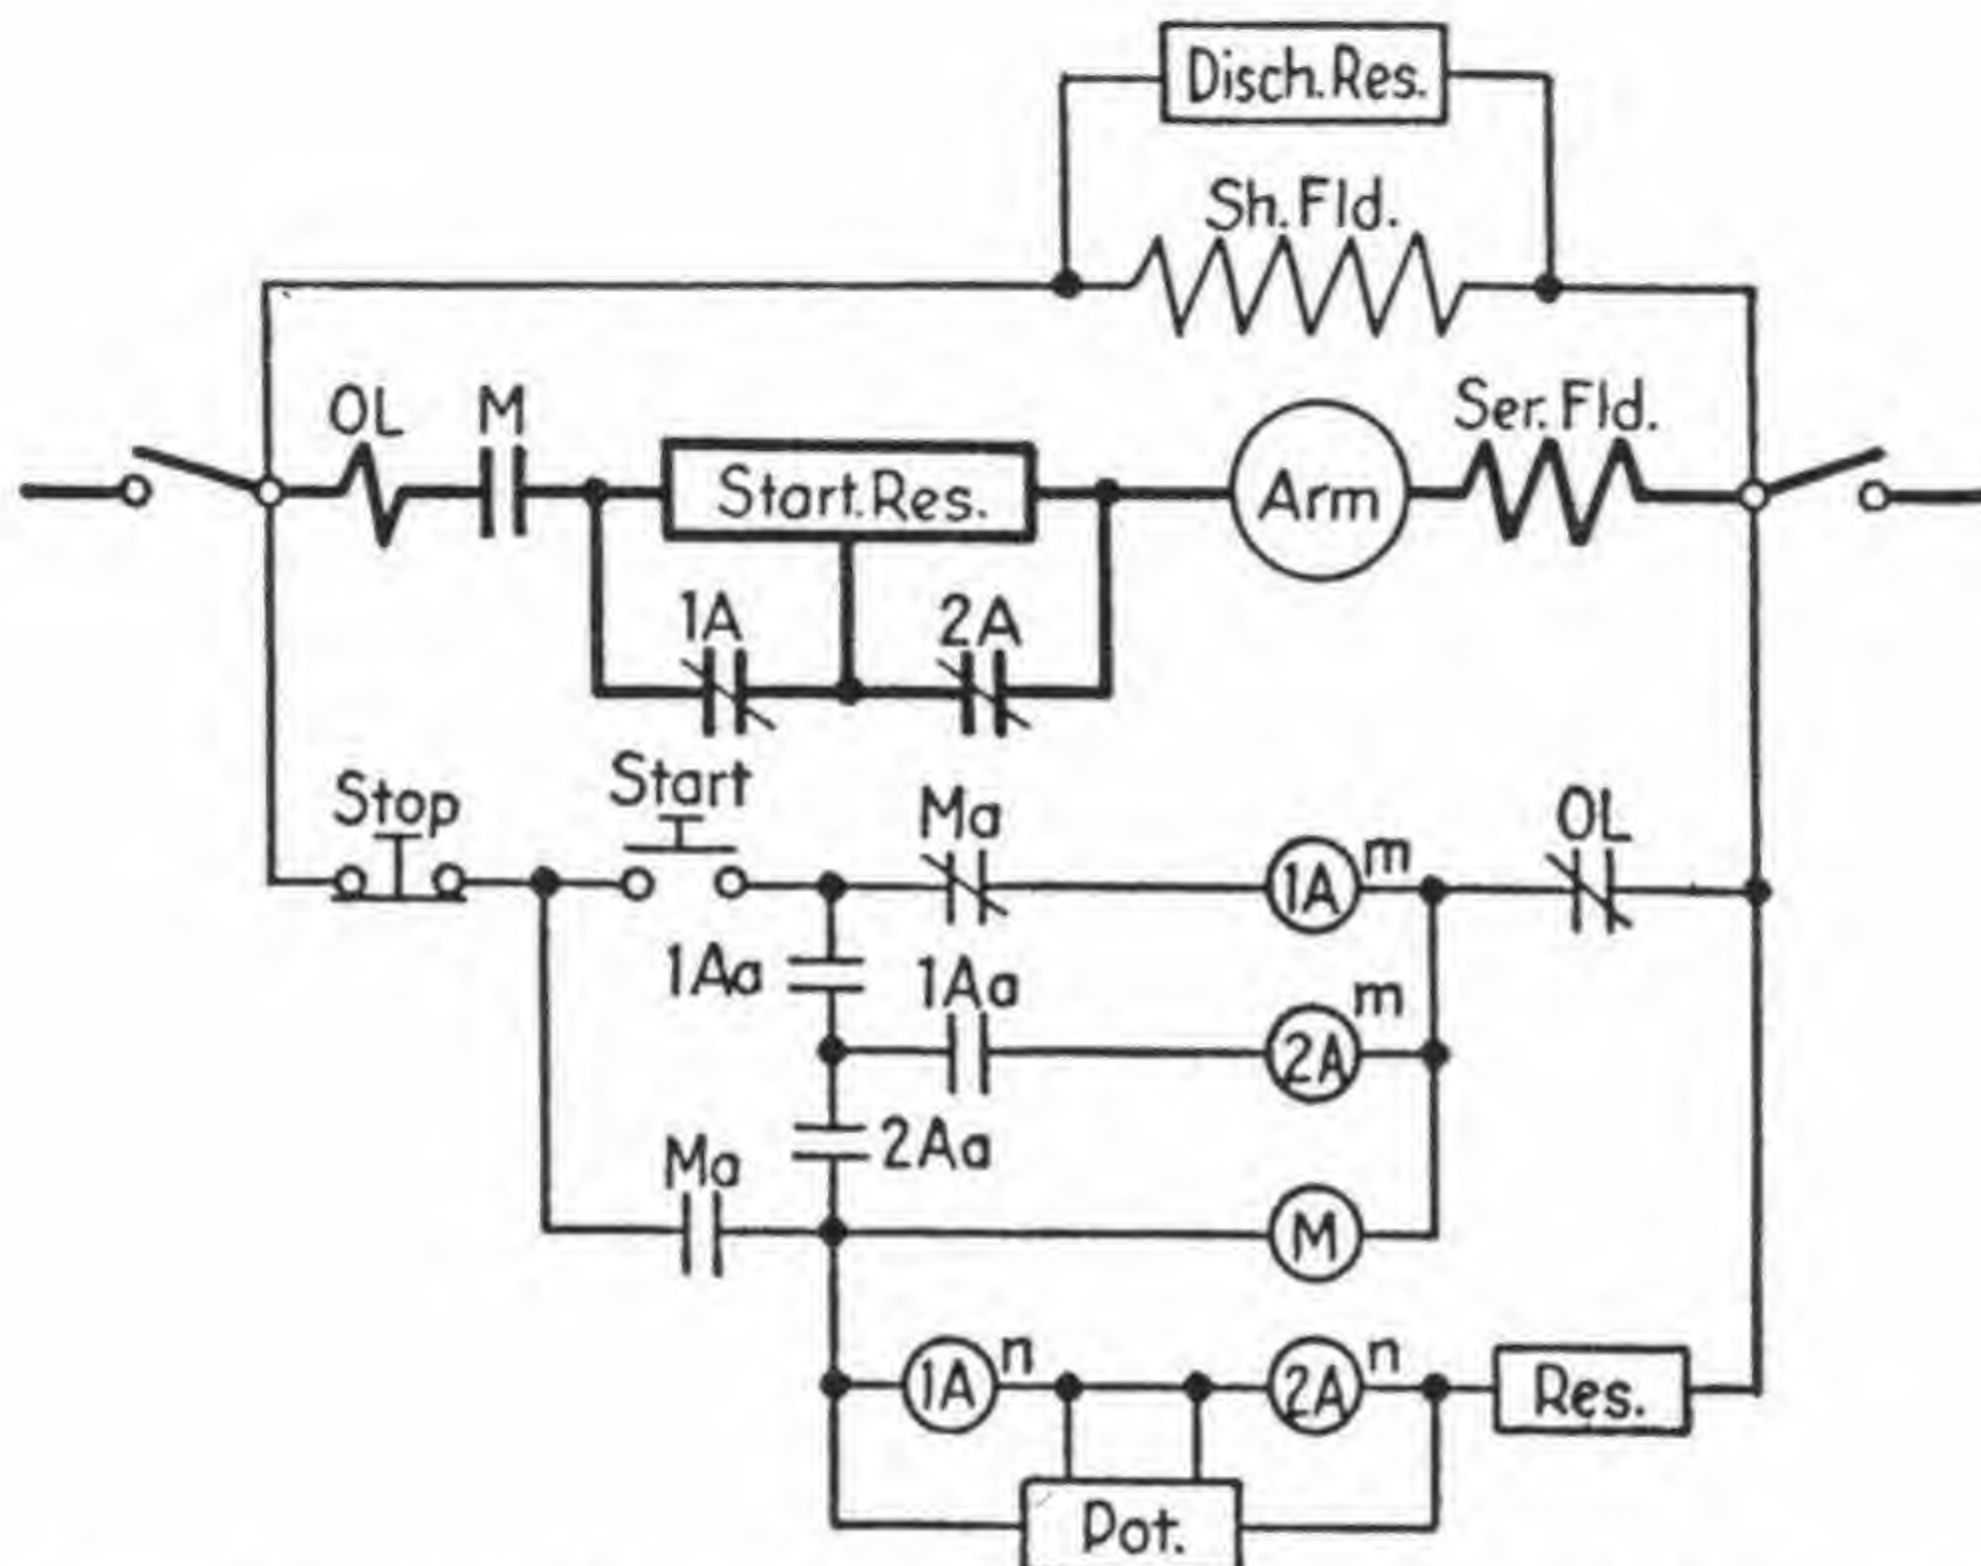 Disch. Res.
Sh. Fld.
OL
M
Ser. Fld.
Start. Res.
Arm
1A
2A
Stop
Start
Ma
OL
1A
m
1Aa
1Aa
m
2A
Ma
2Aa
M
1A
n
2A
n
Res.
Pot.